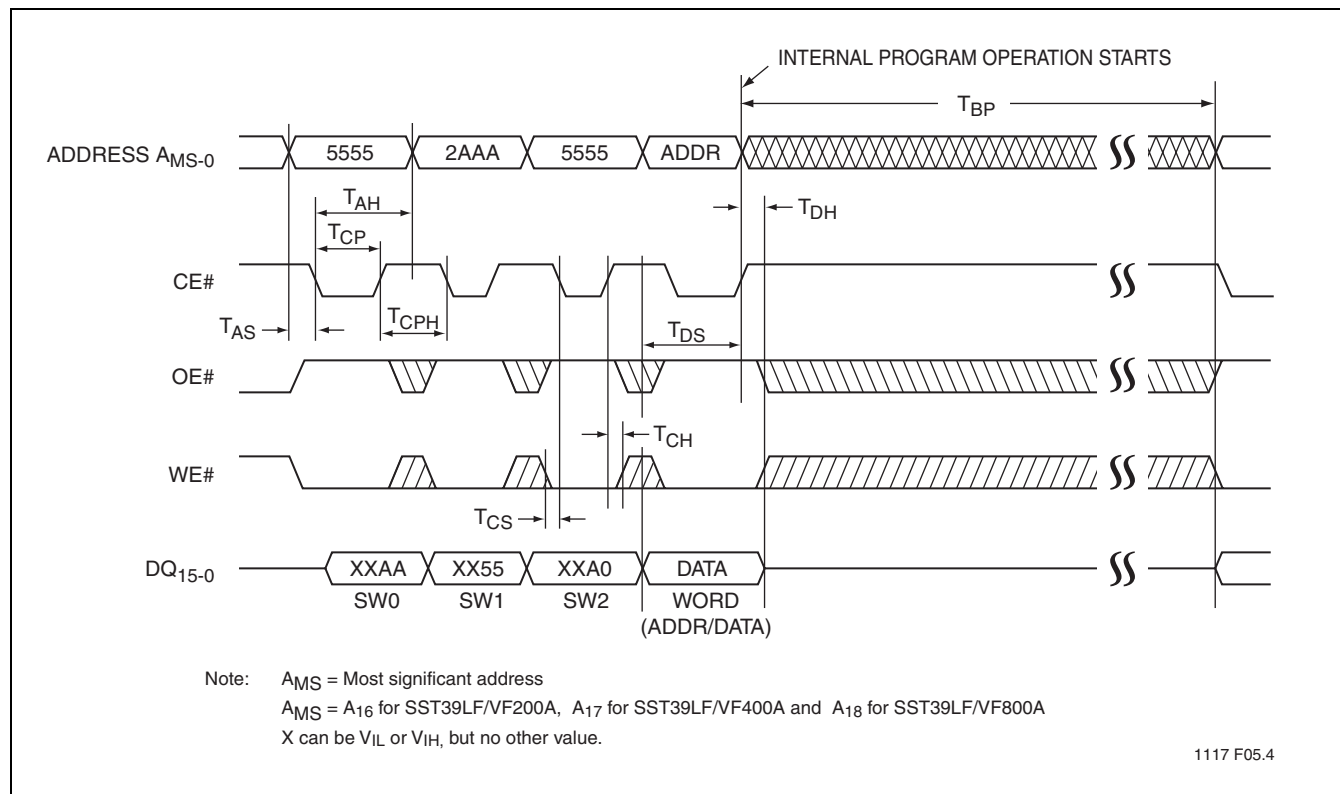 INTERNAL PROGRAM OPERATION STARTS
TBP
ADDRESS AMS-0
5555
2AAA
5555
ADDR
TAH
TDH
TCP
CE#
TAS
TCPH
TDS
OE#
TCH
WE#
TCS
DQ15-0
XXAA
XX55
XXA0
DATA
SW0
SW1
SW2
WORD
(ADDR/DATA)
Note: AMS = Most significant address
AMS = A16 for SST39LF/VF200A, A17 for SST39LF/VF400A and A18 for SST39LF/VF800A
X can be VIL or VIH, but no other value.
1117 F05.4